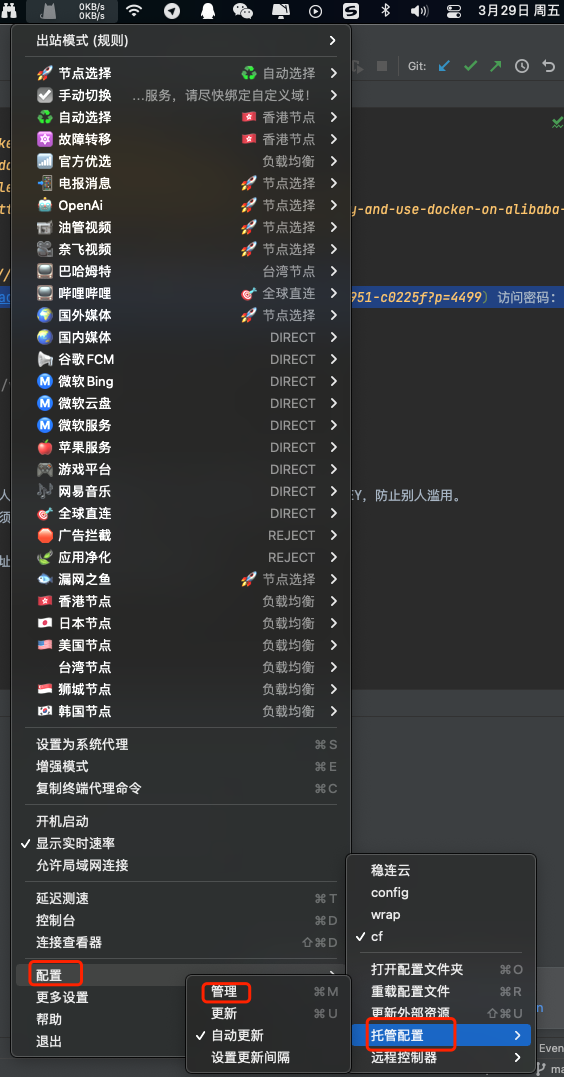 0KB/s
0KB/s
3月29日 周五
出站模式 (规则)
节点选择 自动选择
手动切换 ...服务，请尽快绑定自定义域！
自动选择 香港节点
故障转移 香港节点
官方优选 负载均衡
电报消息 节点选择
OpenAi 节点选择
油管视频 节点选择
奈飞视频 节点选择
巴哈姆特 台湾节点
哔哩哔哩 全球直连
国外媒体 节点选择
国内媒体 DIRECT
谷歌FCM DIRECT
微软Bing DIRECT
微软云盘 DIRECT
微软服务 DIRECT
苹果服务 DIRECT
游戏平台 DIRECT
网易音乐 DIRECT
全球直连 DIRECT
广告拦截 REJECT
应用净化 REJECT
漏网之鱼 节点选择
香港节点 负载均衡
日本节点 负载均衡
美国节点 负载均衡
台湾节点 负载均衡
狮城节点 负载均衡
韩国节点 负载均衡
设置为系统代理 ⌘S
增强模式 ⌘E
复制终端代理命令 ⌘C
开机启动
✓ 显示实时速率
允许局域网连接
延迟测速 ⌘T
控制台 ⌘D
连接查看器 ⇧⌘D
配置
更多设置
帮助
退出
管理 ⌘M
更新 ⌘U
✓ 自动更新
设置更新间隔
稳连云
config
wrap
✓ cf
打开配置文件夹 ⌘O
重载配置文件 ⌘R
更新外部资源 ⇧⌘U
托管配置
远程控制器
Git:
y-and-use-docker-on-alibaba-
951-c0225f?p=4499) 访问密码:
EY，防止别人滥用。
Even
ma